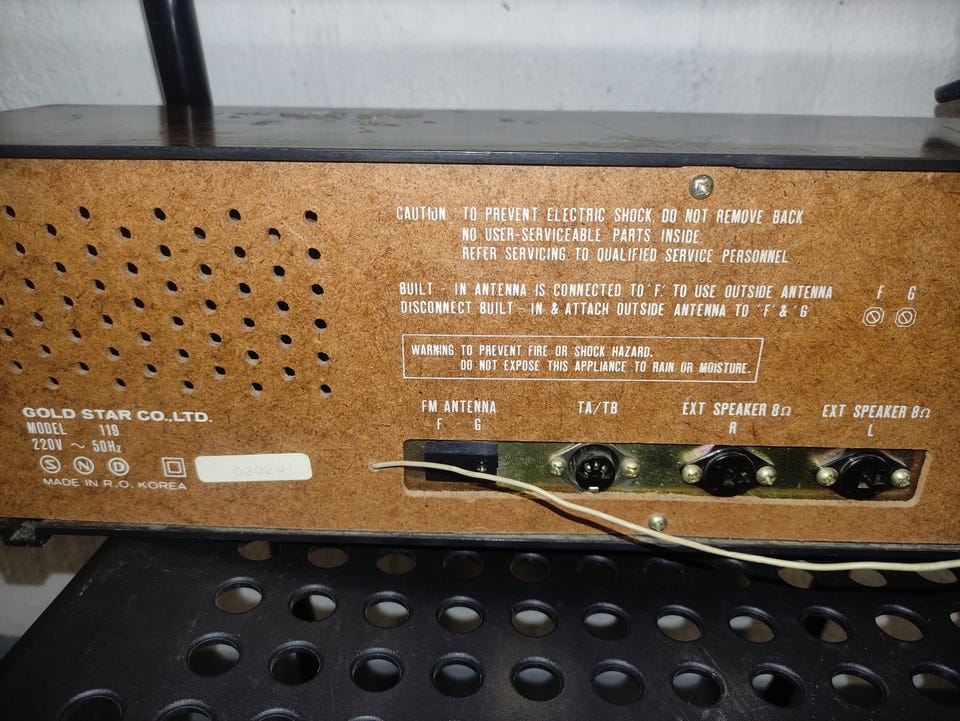 CAUTION : TO PREVENT ELECTRIC SHOCK, DO NOT REMOVE BACK
NO USER-SERVICEABLE PARTS INSIDE.
REFER SERVICING TO QUALIFIED SERVICE PERSONNEL
BUILT - IN ANTENNA IS CONNECTED TO 'F' TO USE OUTSIDE ANTENNA
DISCONNECT BUILT - IN & ATTACH OUTSIDE ANTENNA TO 'F' & 'G'
F G
WARNING: TO PREVENT FIRE OR SHOCK HAZARD,
DO NOT EXPOSE THIS APPLIANCE TO RAIN OR MOISTURE.
FM ANTENNA
F G
TA/TB
EXT SPEAKER 8Ω
R
EXT SPEAKER 8Ω
L
GOLD STAR CO.,LTD.
MODEL 119
220V ~ 50Hz
S N D
MADE IN R.O. KOREA